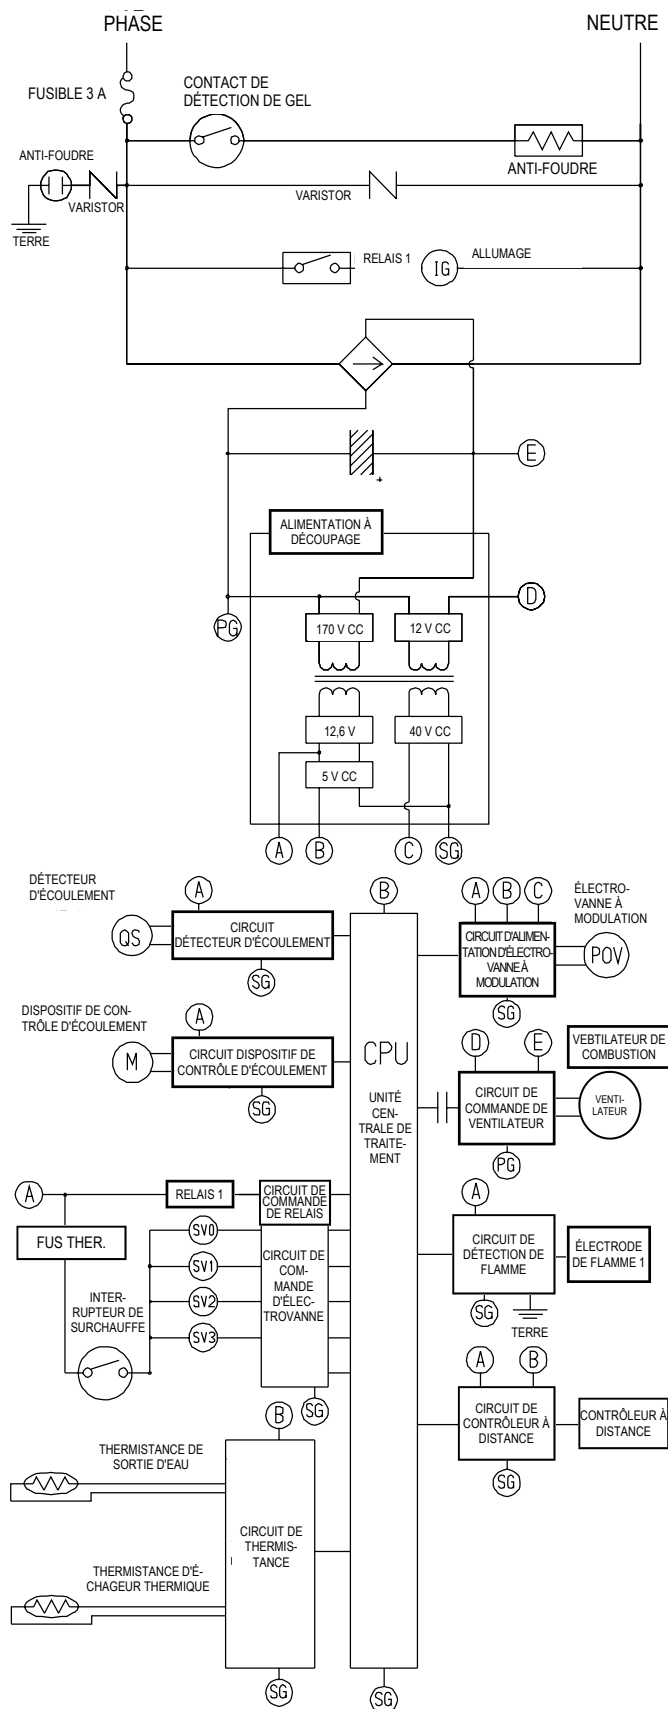 PHASE
NEUTRE
FUSIBLE 3 A
CONTACT DE
DÉTECTION DE GEL
ANTI-FOUDRE
ANTI-FOUDRE
VARISTOR
VARISTOR
TERRE
RELAIS 1
IG
ALLUMAGE
+
E
ALIMENTATION À
DÉCOUPAGE
D
PG
170 V CC
12 V CC
12,6 V
40 V CC
5 V CC
A
B
C
SG
DÉTECTEUR
D'ÉCOULEMENT
A
QS
CIRCUIT
DÉTECTEUR D'ÉCOULEMENT
SG
DISPOSITIF DE CON-
TRÔLE D'ÉCOULEMENT
A
M
CIRCUIT DISPOSITIF DE
CONTRÔLE D'ÉCOULEMENT
SG
B
CPU
UNITÉ
CEN-
TRALE DE
TRAITE-
MENT
SG
A
B
C
ÉLECTRO-
VANNE À
MODULATION
CIRCUIT D'ALIMEN-
TATION D'ÉLECTRO-
VANNE À
MODULATION
POV
SG
D
E
VEBTILATEUR DE
COMBUSTION
CIRCUIT DE
COMMANDE DE
VENTILATEUR
VENTI-
LATEUR
PG
A
RELAIS 1
CIRCUIT DE
COMMANDE
DE RELAIS
FUS THER.
SV0
SV1
SV2
SV3
CIRCUIT DE
COM-
MANDE
D'ÉLEC-
TROVANNE
INTER-
RUPTEUR DE
SURCHAUFFE
SG
A
CIRCUIT DE
DÉTECTION DE
FLAMME
ÉLECTRODE
DE FLAMME 1
SG
TERRE
A
B
CIRCUIT DE
CONTRÔLEUR À
DISTANCE
CONTRÔLEUR À
DISTANCE
SG
B
THERMISTANCE DE
SORTIE D'EAU
CIRCUIT DE
THERMIS-
TANCE
THERMISTANCE D'É-
CHAGEUR THERMIQUE
SG